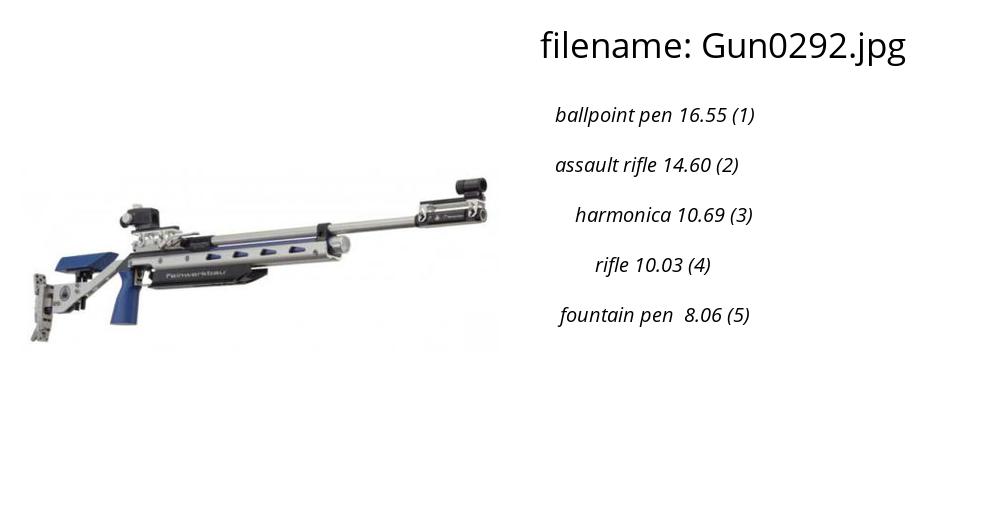 filename: Gun0292.jpg
ballpoint pen 16.55 (1)
assault rifle 14.60 (2)
harmonica 10.69 (3)
rifle 10.03 (4)
fountain pen 8.06 (5)
feinwerkbau